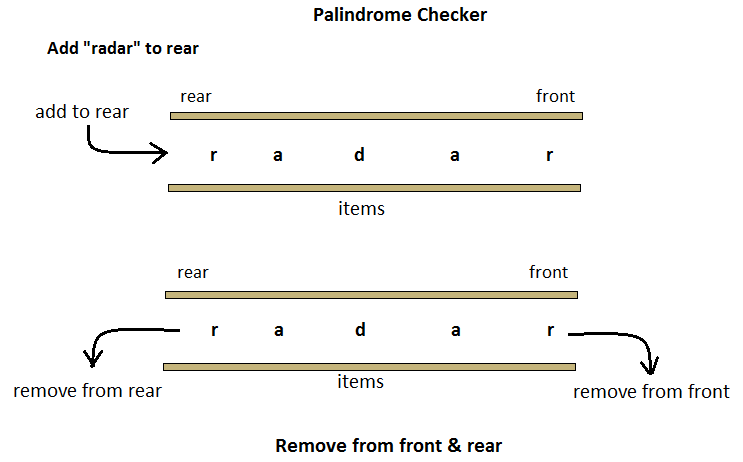 Palindrome Checker
Add "radar" to rear
rear front
add to rear
r a d a r
items
rear front
r a d a r
remove from rear items remove from front
Remove from front & rear